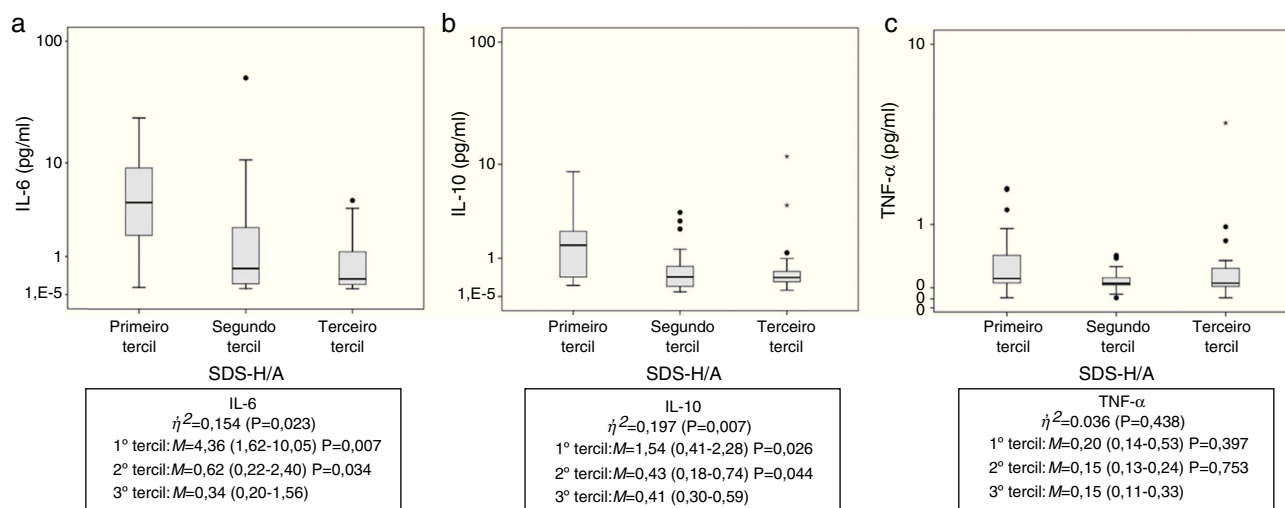 a
IL-6 (pg/ml)
100
10
1
1,E-5
Primeiro tercil
Segundo tercil
Terceiro tercil
SDS-H/A
IL-6
η̇²=0,154 (P=0,023)
1º tercil: M=4,36 (1,62-10,05) P=0,007
2º tercil: M=0,62 (0,22-2,40) P=0,034
3º tercil: M=0,34 (0,20-1,56)
b
IL-10 (pg/ml)
100
10
1
1,E-5
Primeiro tercil
Segundo tercil
Terceiro tercil
SDS-H/A
IL-10
η̇²=0,197 (P=0,007)
1º tercil: M=1,54 (0,41-2,28) P=0,026
2º tercil: M=0,43 (0,18-0,74) P=0,044
3º tercil: M=0,41 (0,30-0,59)
c
TNF-α (pg/ml)
10
1
0
0
0
Primeiro tercil
Segundo tercil
Terceiro tercil
SDS-H/A
TNF-α
η̇²=0.036 (P=0,438)
1º tercil: M=0,20 (0,14-0,53) P=0,397
2º tercil: M=0,15 (0,13-0,24) P=0,753
3º tercil: M=0,15 (0,11-0,33)